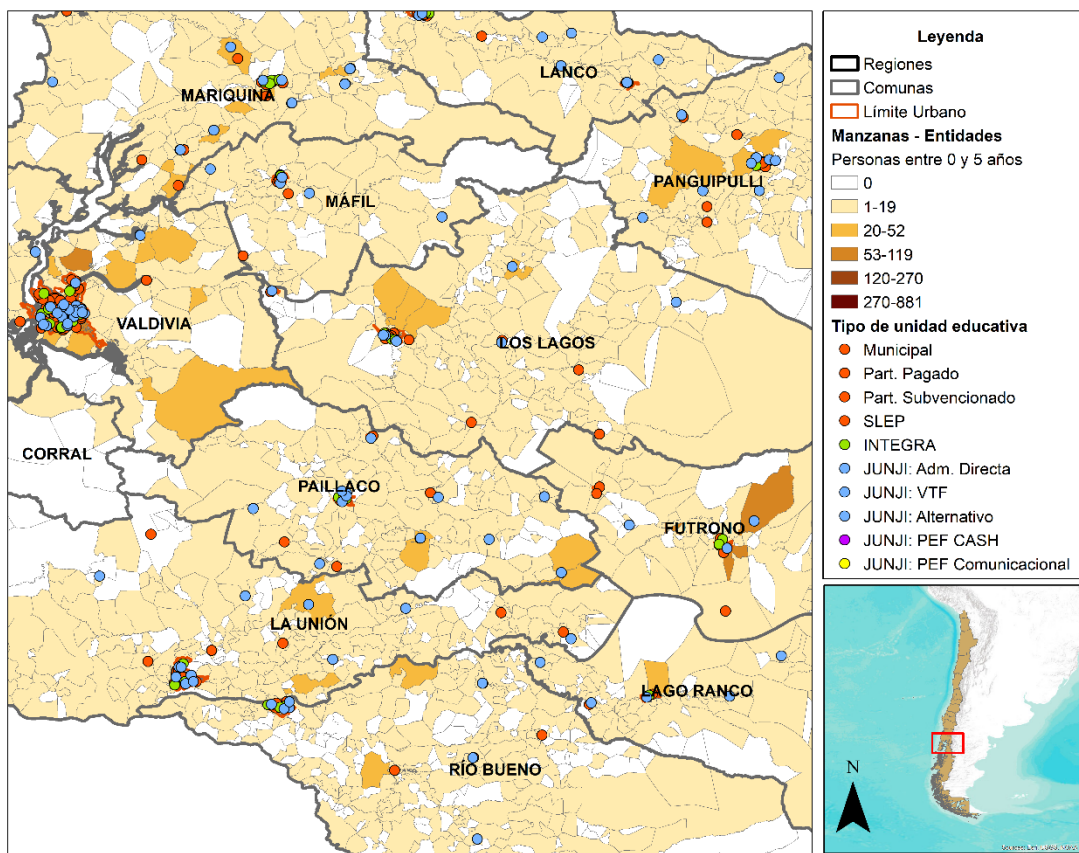 LANCO
MARIQUINA
PANGUIPULLI
MÁFIL
VALDIVIA
LOS LAGOS
CORRAL
PAILLACO
FUTRONO
LA UNIÓN
LAGO RANCO
RÍO BUENO
Leyenda
Regiones
Comunas
Límite Urbano
Manzanas - Entidades
Personas entre 0 y 5 años
0
1-19
20-52
53-119
120-270
270-881
Tipo de unidad educativa
Municipal
Part. Pagado
Part. Subvencionado
SLEP
INTEGRA
JUNJI: Adm. Directa
JUNJI: VTF
JUNJI: Alternativo
JUNJI: PEF CASH
JUNJI: PEF Comunicacional
N